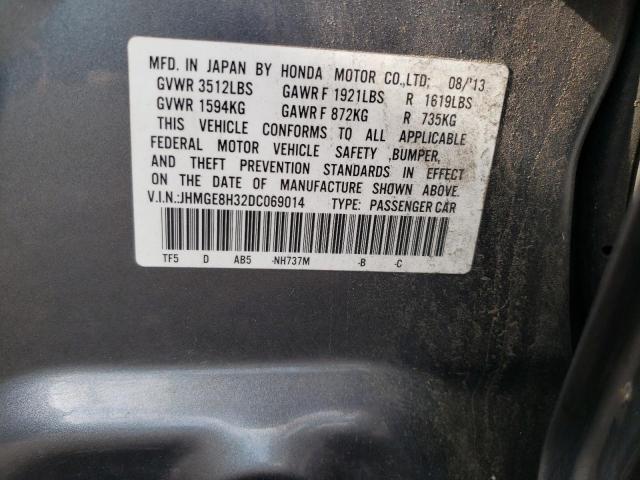 MFD. IN JAPAN BY HONDA MOTOR CO.,LTD: 08/'13
GVWR 3512LBS GAWR F 1921LBS R 1619LBS
GVWR 1594KG GAWR F 872KG R 735KG
THIS VEHICLE CONFORMS TO ALL APPLICABLE
FEDERAL MOTOR VEHICLE SAFETY ,BUMPER,
AND THEFT PREVENTION STANDARDS IN EFFECT
ON THE DATE OF MANUFACTURE SHOWN ABOVE.
V.I.N.:JHMGE8H32DC069014 TYPE: PASSENGER CAR
TF5 D AB5 -NH737M -B -C